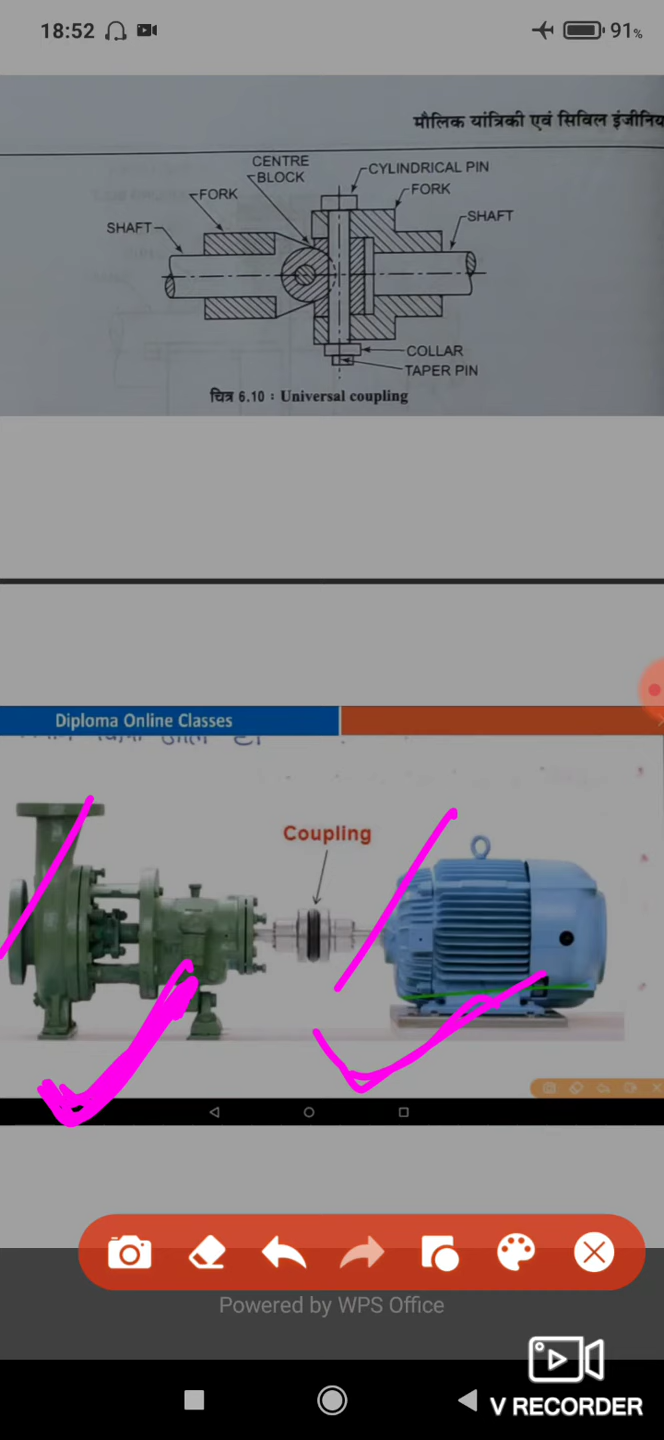 18:52
91%
मौलिक यांत्रिकी एवं सिविल इंजीनिय
CENTRE
BLOCK
CYLINDRICAL PIN
FORK
FORK
SHAFT
SHAFT
COLLAR
TAPER PIN
चित्र 6.10 : Universal coupling
Diploma Online Classes
Coupling
Powered by WPS Office
V RECORDER